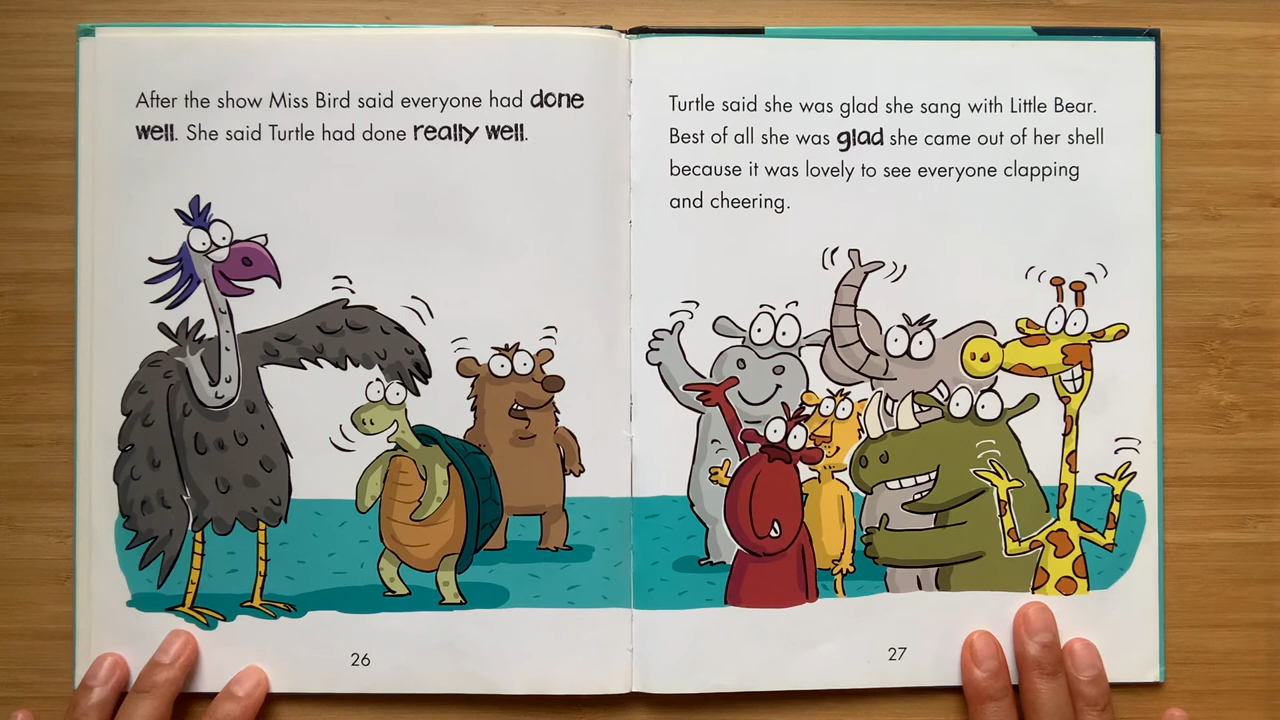 After the show Miss Bird said everyone had done
well. She said Turtle had done really well.
26
Turtle said she was glad she sang with Little Bear.
Best of all she was glad she came out of her shell
because it was lovely to see everyone clapping
and cheering.
27